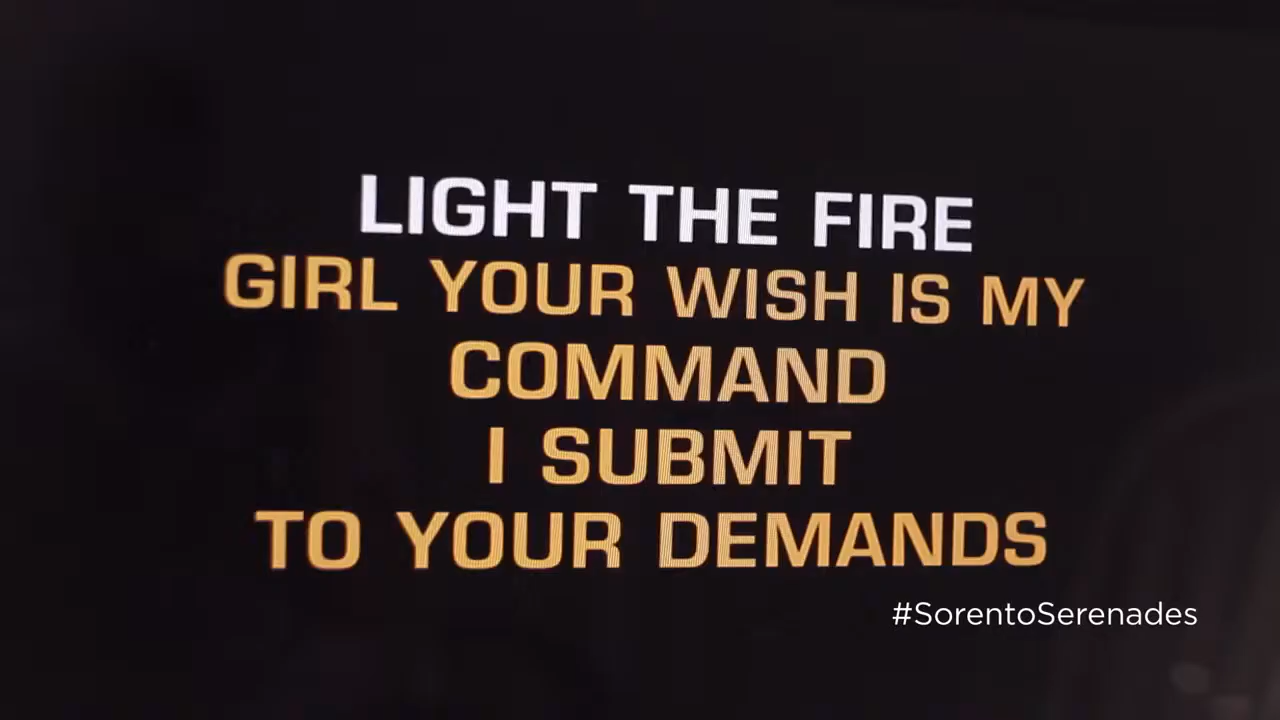 LIGHT THE FIRE
GIRL YOUR WISH IS MY
COMMAND
I SUBMIT
TO YOUR DEMANDS
#SorentoSerenades